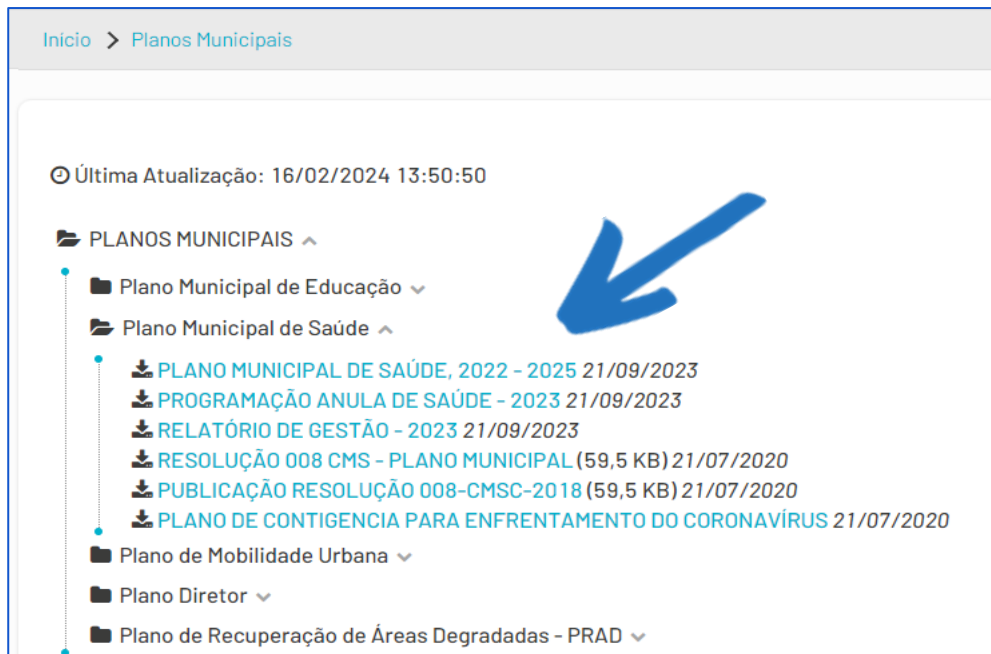 Início > Planos Municipais
Última Atualização: 16/02/2024 13:50:50
PLANOS MUNICIPAIS
Plano Municipal de Educação
Plano Municipal de Saúde
PLANO MUNICIPAL DE SAÚDE, 2022 - 2025 21/09/2023
PROGRAMAÇÃO ANULA DE SAÚDE - 2023 21/09/2023
RELATÓRIO DE GESTÃO - 2023 21/09/2023
RESOLUÇÃO 008 CMS - PLANO MUNICIPAL (59,5 KB) 21/07/2020
PUBLICAÇÃO RESOLUÇÃO 008-CMSC-2018 (59,5 KB) 21/07/2020
PLANO DE CONTIGENCIA PARA ENFRENTAMENTO DO CORONAVÍRUS 21/07/2020
Plano de Mobilidade Urbana
Plano Diretor
Plano de Recuperação de Áreas Degradadas - PRAD